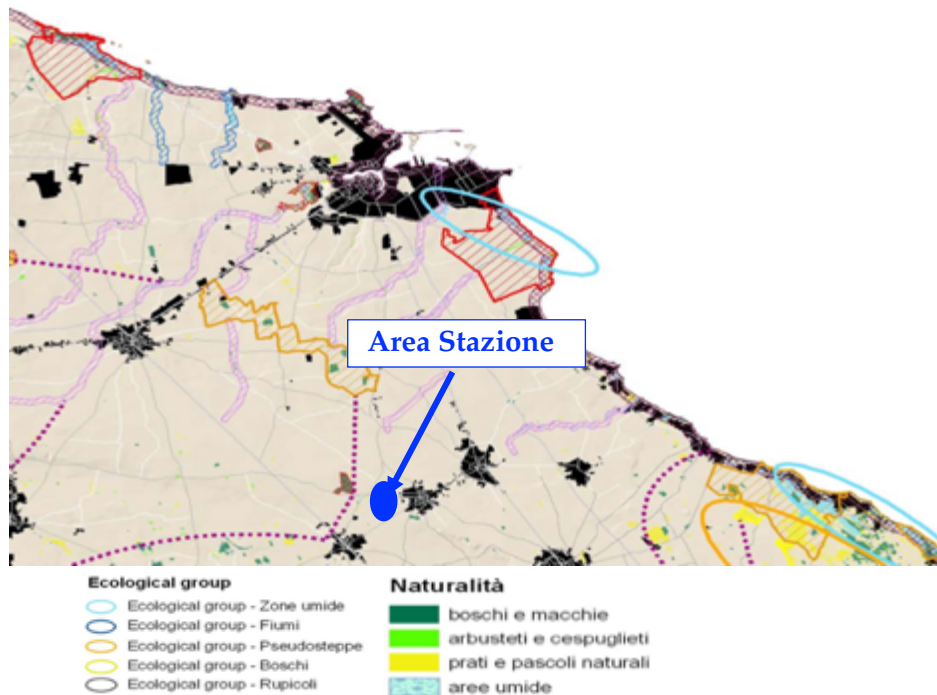 Area Stazione
Ecological group
Ecological group - Zone umide
Ecological group - Fiumi
Ecological group - Pseudosteppe
Ecological group - Boschi
Ecological group - Rupicoli
Naturalità
boschi e macchie
arbusteti e cespuglieti
prati e pascoli naturali
aree umide